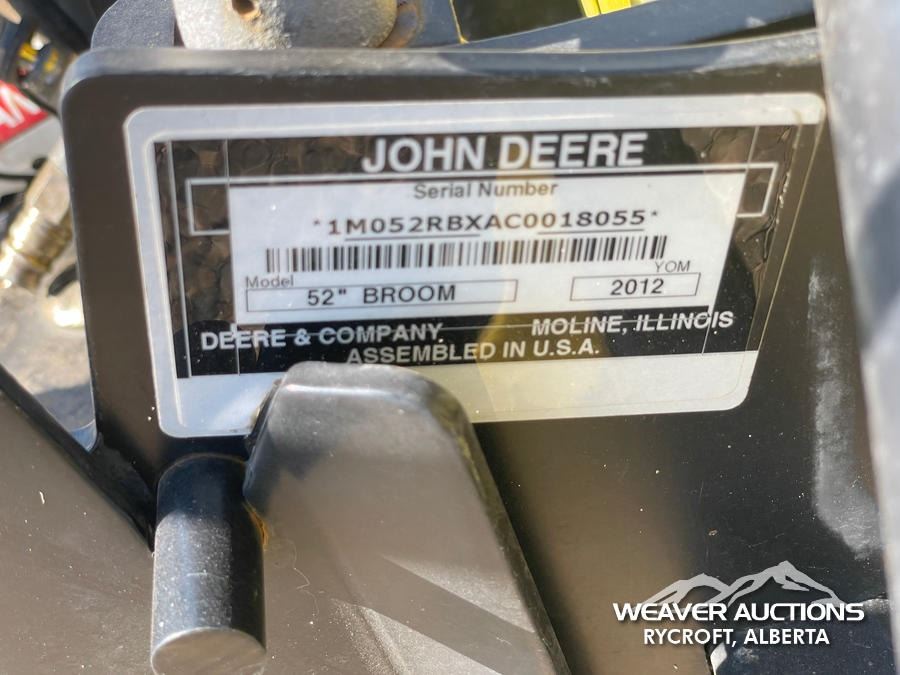 JOHN DEERE
Serial Number
*1M052RBXAC0018055*
Model
YOM
52" BROOM
2012
DEERE & COMPANY
MOLINE, ILLINOIS
ASSEMBLED IN U.S.A.
WEAVER AUCTIONS
RYCROFT, ALBERTA